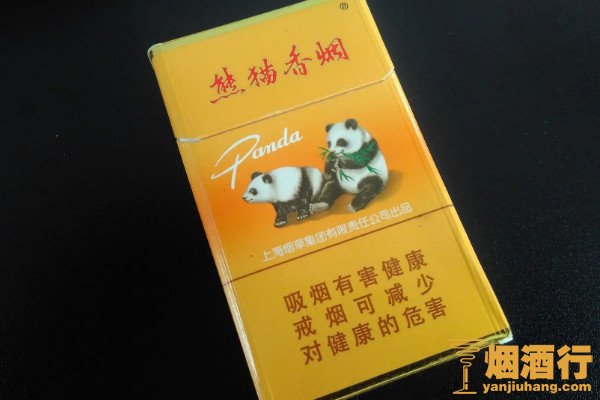 ®
熊猫香烟
Panda
上海烟草集团有限责任公司出品
吸烟有害健康
戒烟可减少
对健康的危害
烟酒行
yanjiuhang.com